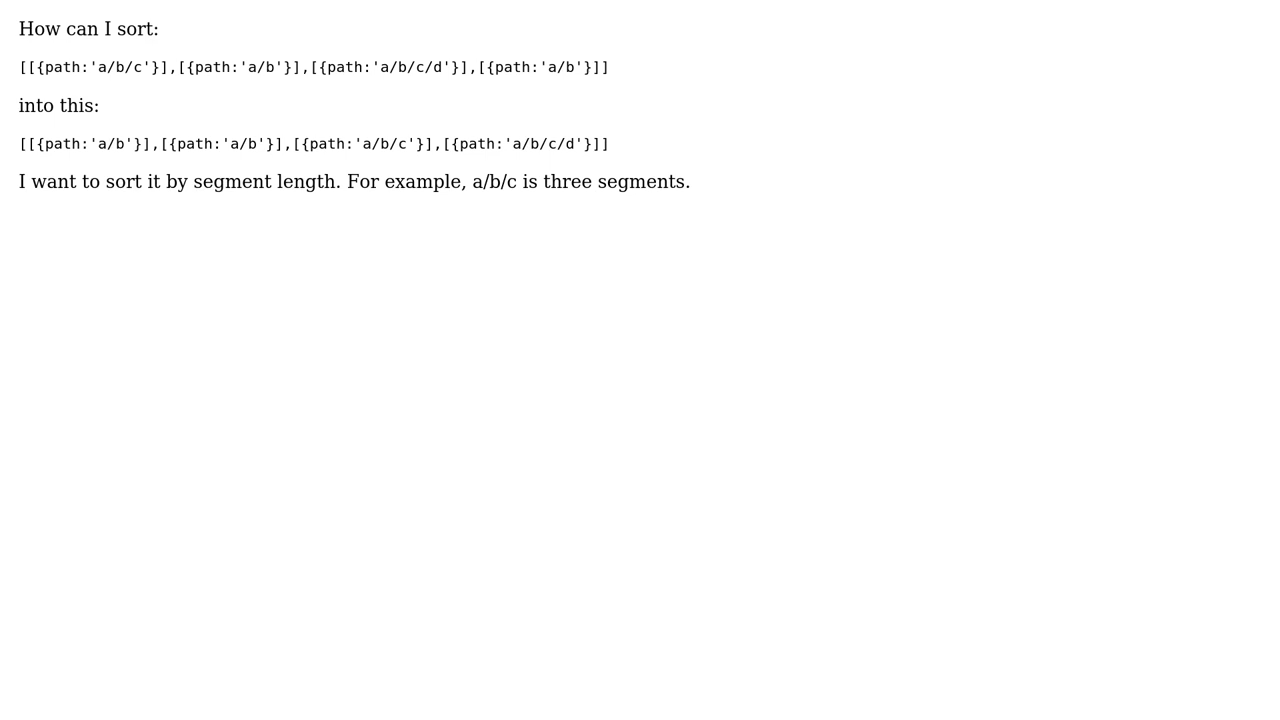 How can I sort:
[[{path:'a/b/c'}],[{path:'a/b'}],[{path:'a/b/c/d'}],[{path:'a/b'}]]
into this:
[[{path:'a/b'}],[{path:'a/b'}],[{path:'a/b/c'}],[{path:'a/b/c/d'}]]
I want to sort it by segment length. For example, a/b/c is three segments.